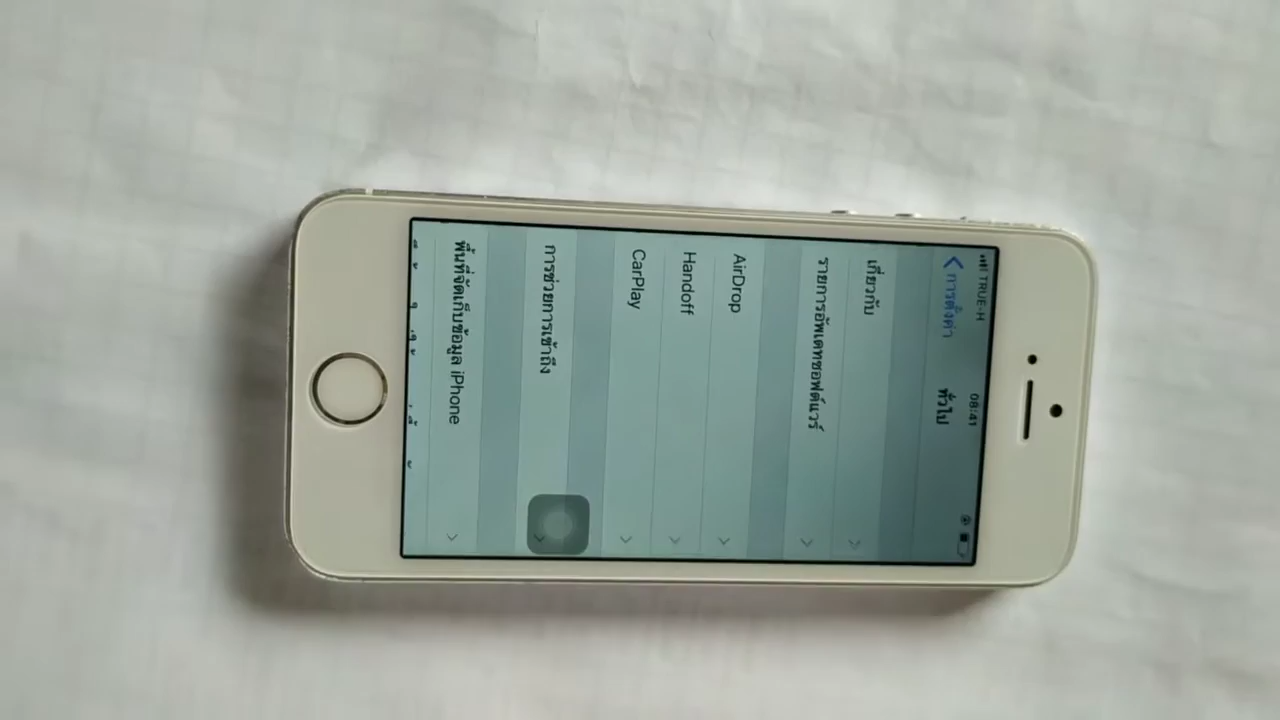 TRUE-H 08:41
การตั้งค่า ทั่วไป
เกี่ยวกับ
รายการอัพเดทซอฟต์แวร์
AirDrop
Handoff
CarPlay
การช่วยการเข้าถึง
พื้นที่จัดเก็บข้อมูล iPhone